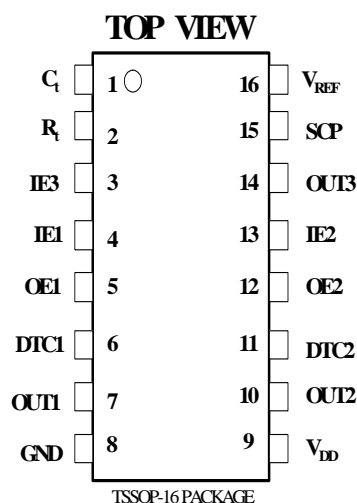 TOP VIEW
Ct 1 16 VREF
Rt 2 15 SCP
IE3 3 14 OUT3
IE1 4 13 IE2
OE1 5 12 OE2
DTC1 6 11 DTC2
OUT1 7 10 OUT2
GND 8 9 VDD
TSSOP-16 PACKAGE